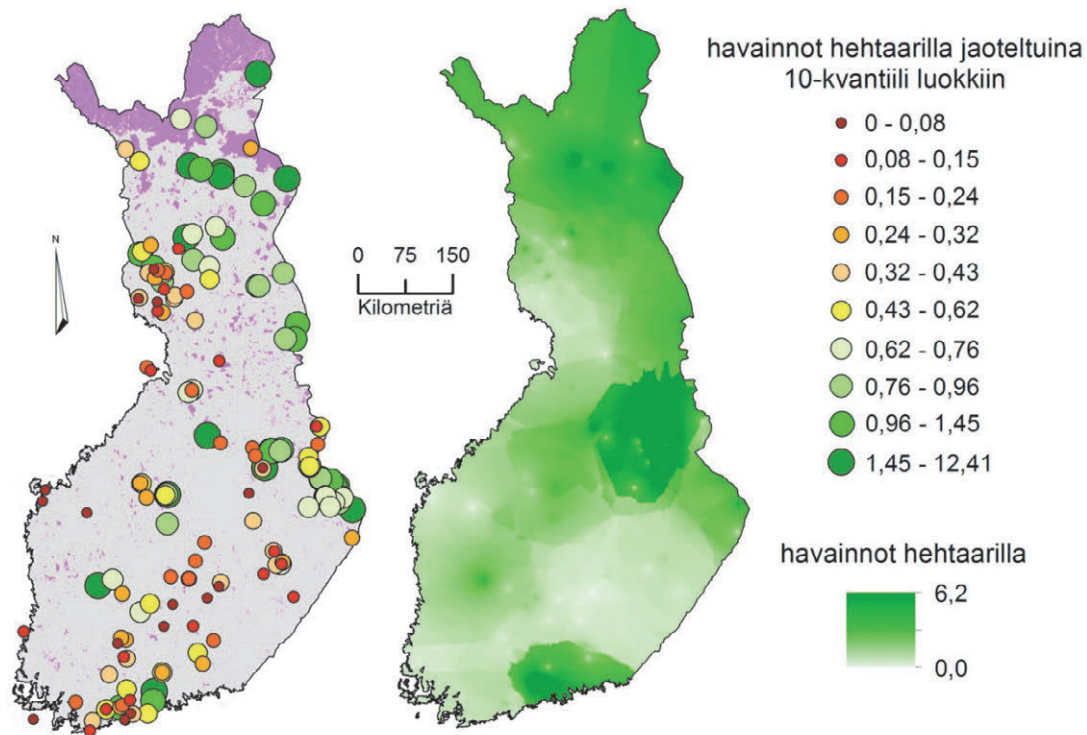 havainnot hehtaarilla jaoteltuina
10-kvantiili luokkiin
0 - 0,08
0,08 - 0,15
0,15 - 0,24
0,24 - 0,32
0,32 - 0,43
0,43 - 0,62
0,62 - 0,76
0,76 - 0,96
0,96 - 1,45
1,45 - 12,41
N
0 75 150
Kilometriä
havainnot hehtaarilla
6,2
0,0